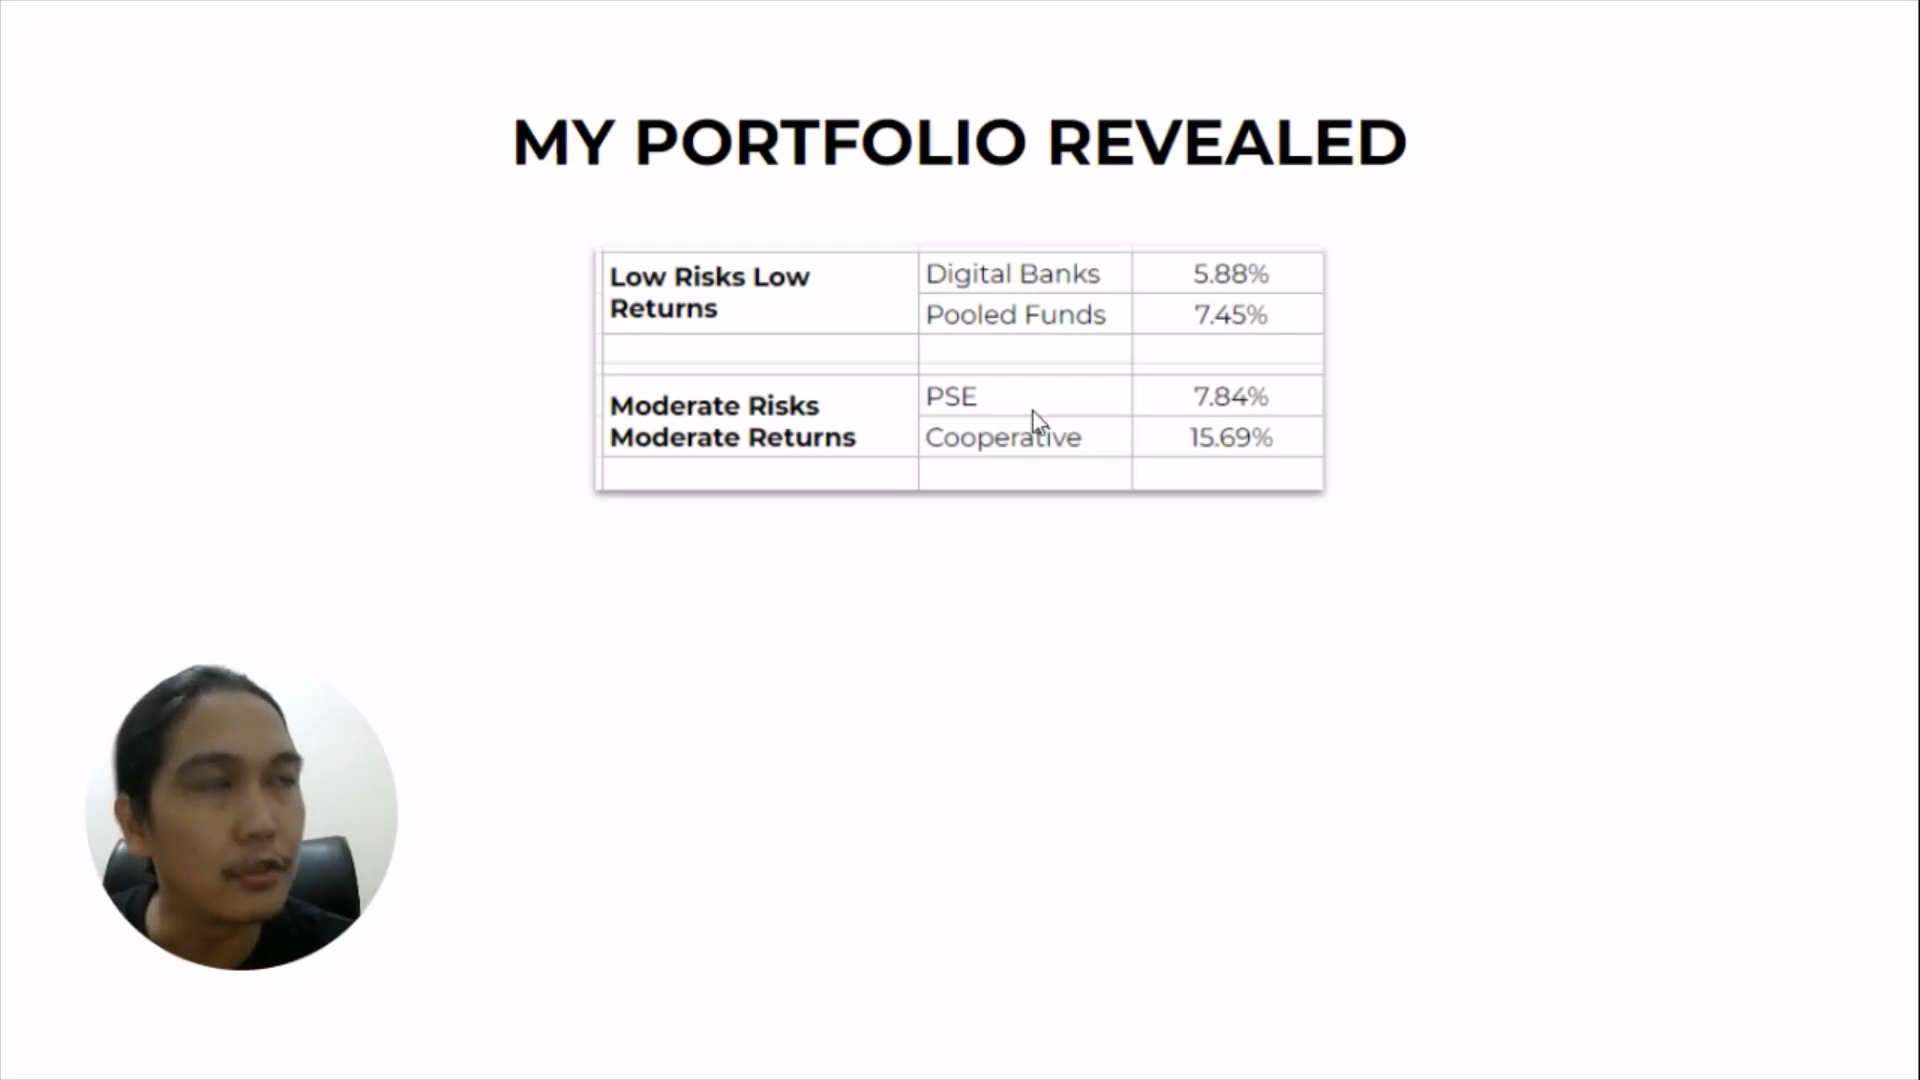 MY PORTFOLIO REVEALED
Low Risks Low
Returns
Digital Banks 5.88%
Pooled Funds 7.45%
Moderate Risks
Moderate Returns
PSE 7.84%
Cooperative 15.69%